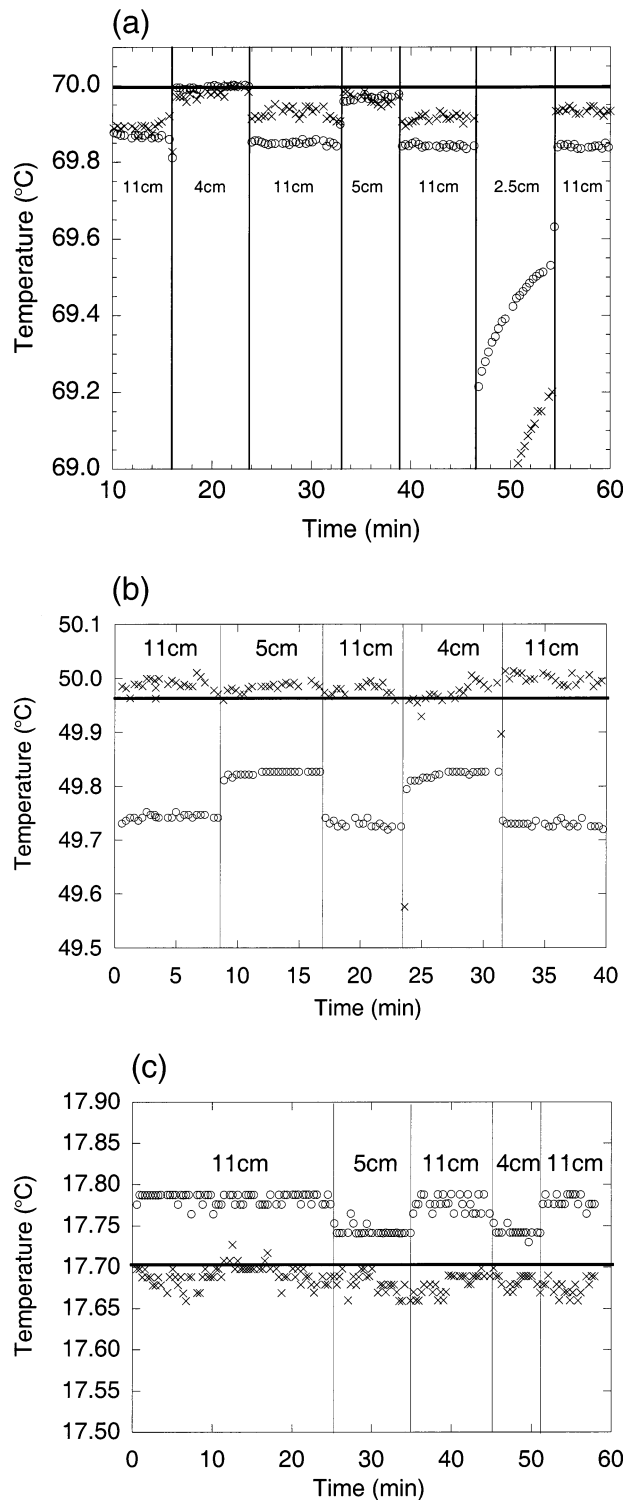 (a)
70.0
69.8
69.6
69.4
69.2
69.0
Temperature (°C)
11cm 4cm 11cm 5cm 11cm 2.5cm 11cm
10 20 30 40 50 60
Time (min)
(b)
50.1
50.0
49.9
49.8
49.7
49.6
49.5
Temperature (°C)
11cm 5cm 11cm 4cm 11cm
0 5 10 15 20 25 30 35 40
Time (min)
(c)
17.90
17.85
17.80
17.75
17.70
17.65
17.60
17.55
17.50
Temperature (°C)
11cm 5cm 11cm 4cm 11cm
0 10 20 30 40 50 60
Time (min)